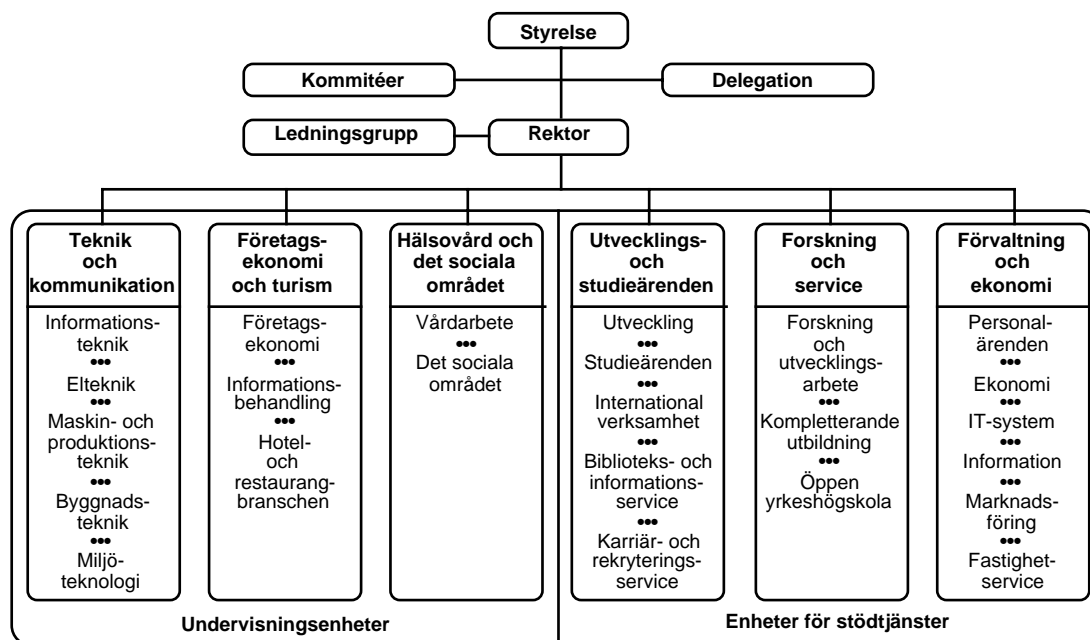 Styrelse
Kommitéer
Delegation
Ledningsgrupp
Rektor
Teknik
och
kommunikation
Informations-
teknik
•••
Elteknik
•••
Maskin- och
produktions-
teknik
•••
Byggnads-
teknik
•••
Miljö-
teknologi
Företags-
ekonomi
och turism
Företags-
ekonomi
•••
Informations-
behandling
•••
Hotel-
och
restaurang-
branschen
Hälsovård och
det sociala
området
Vårdarbete
•••
Det sociala
området
Undervisningsenheter
Utvecklings-
och
studieärenden
Utveckling
•••
Studieärenden
•••
International
verksamhet
•••
Biblioteks- och
informations-
service
•••
Karriär- och
rekryterings-
service
Forskning
och
service
Forskning
och
utvecklings-
arbete
•••
Kompletterande
utbildning
•••
Öppen
yrkeshögskola
Förvaltning
och
ekonomi
Personal-
ärenden
•••
Ekonomi
•••
IT-system
•••
Information
•••
Marknads-
föring
•••
Fastighet-
service
Enheter för stödtjänster